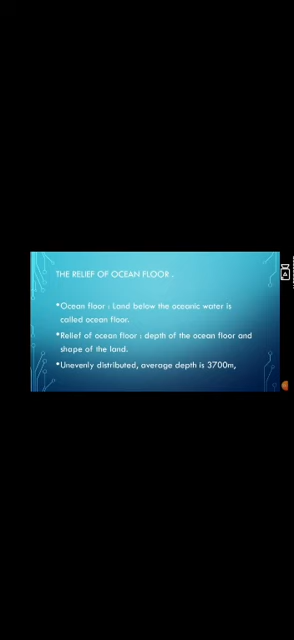 THE RELIEF OF OCEAN FLOOR .
•Ocean floor : Land below the oceanic water is
called ocean floor.
•Relief of ocean floor : depth of the ocean floor and
shape of the land.
•Unevenly distributed, average depth is 3700m,